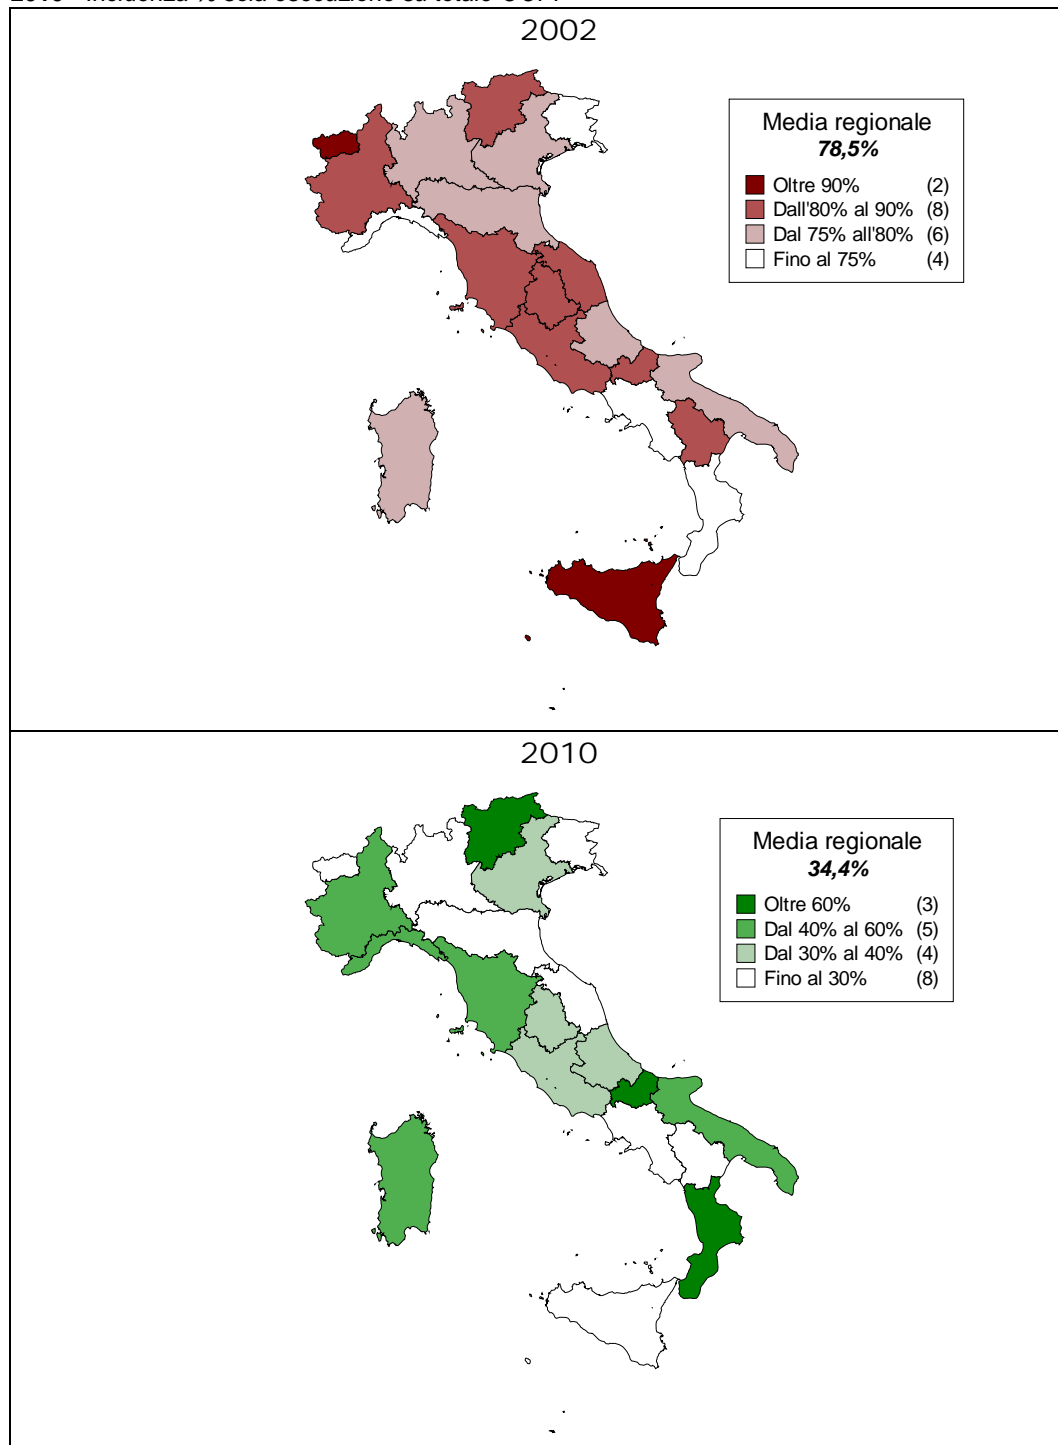 2002
Media regionale
78,5%
Oltre 90% (2)
Dall'80% al 90% (8)
Dal 75% all'80% (6)
Fino al 75% (4)
2010
Media regionale
34,4%
Oltre 60% (3)
Dal 40% al 60% (5)
Dal 30% al 40% (4)
Fino al 30% (8)